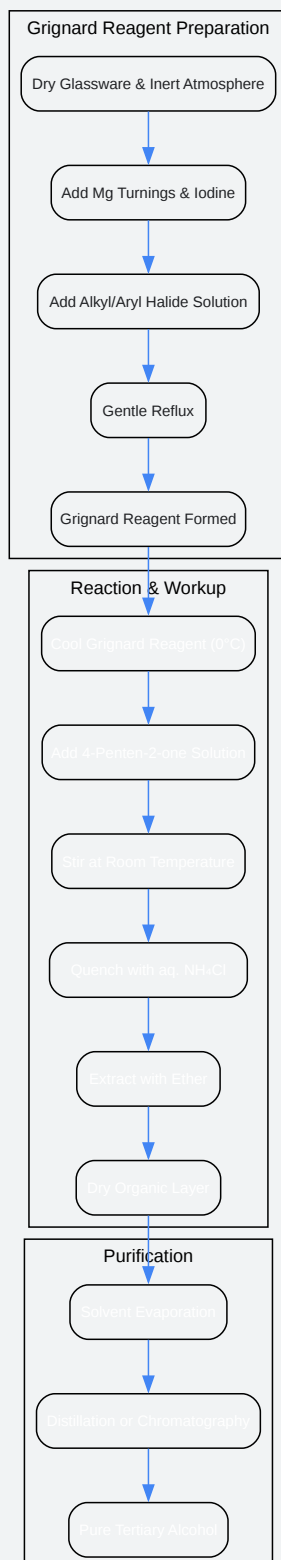 Grignard Reagent Preparation
Dry Glassware & Inert Atmosphere
Add Mg Turnings & Iodine
Add Alkyl/Aryl Halide Solution
Gentle Reflux
Grignard Reagent Formed
Reaction & Workup
Cool Grignard Reagent (0°C)
Add 4-Penten-2-one Solution
Stir at Room Temperature
Quench with aq. NH₄Cl
Extract with Ether
Dry Organic Layer
Purification
Solvent Evaporation
Distillation or Chromatography
Pure Tertiary Alcohol